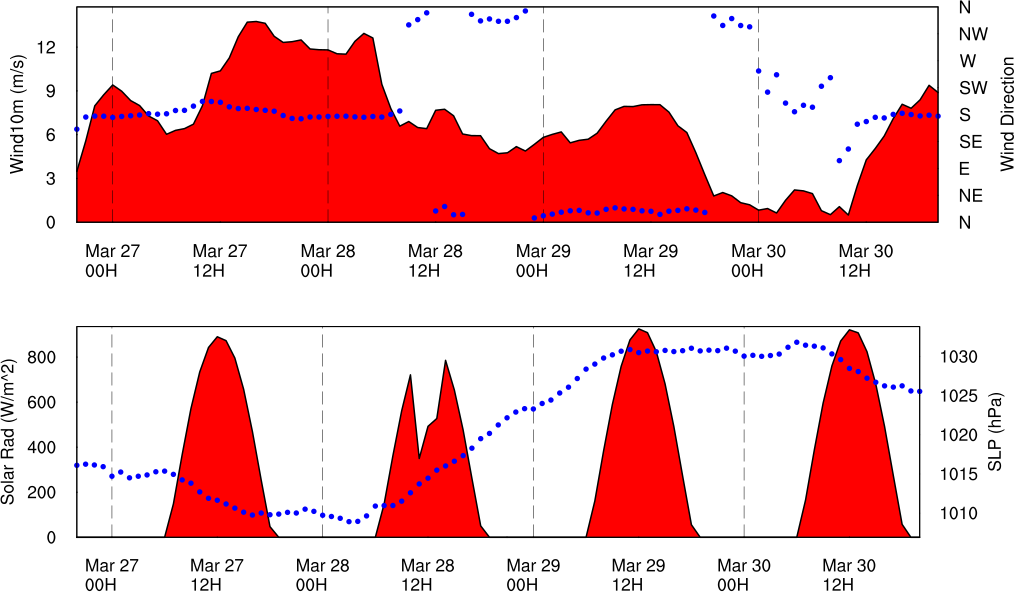 N
NW
W
SW
S
SE
E
NE
N
Wind Direction
12
9
6
3
0
Wind10m (m/s)
Mar 27 Mar 27 Mar 28 Mar 28 Mar 29 Mar 29 Mar 30 Mar 30
00H 12H 00H 12H 00H 12H 00H 12H
800
600
400
200
0
Solar Rad (W/m^2)
1030
1025
1020
1015
1010
SLP (hPa)
Mar 27 Mar 27 Mar 28 Mar 28 Mar 29 Mar 29 Mar 30 Mar 30
00H 12H 00H 12H 00H 12H 00H 12H